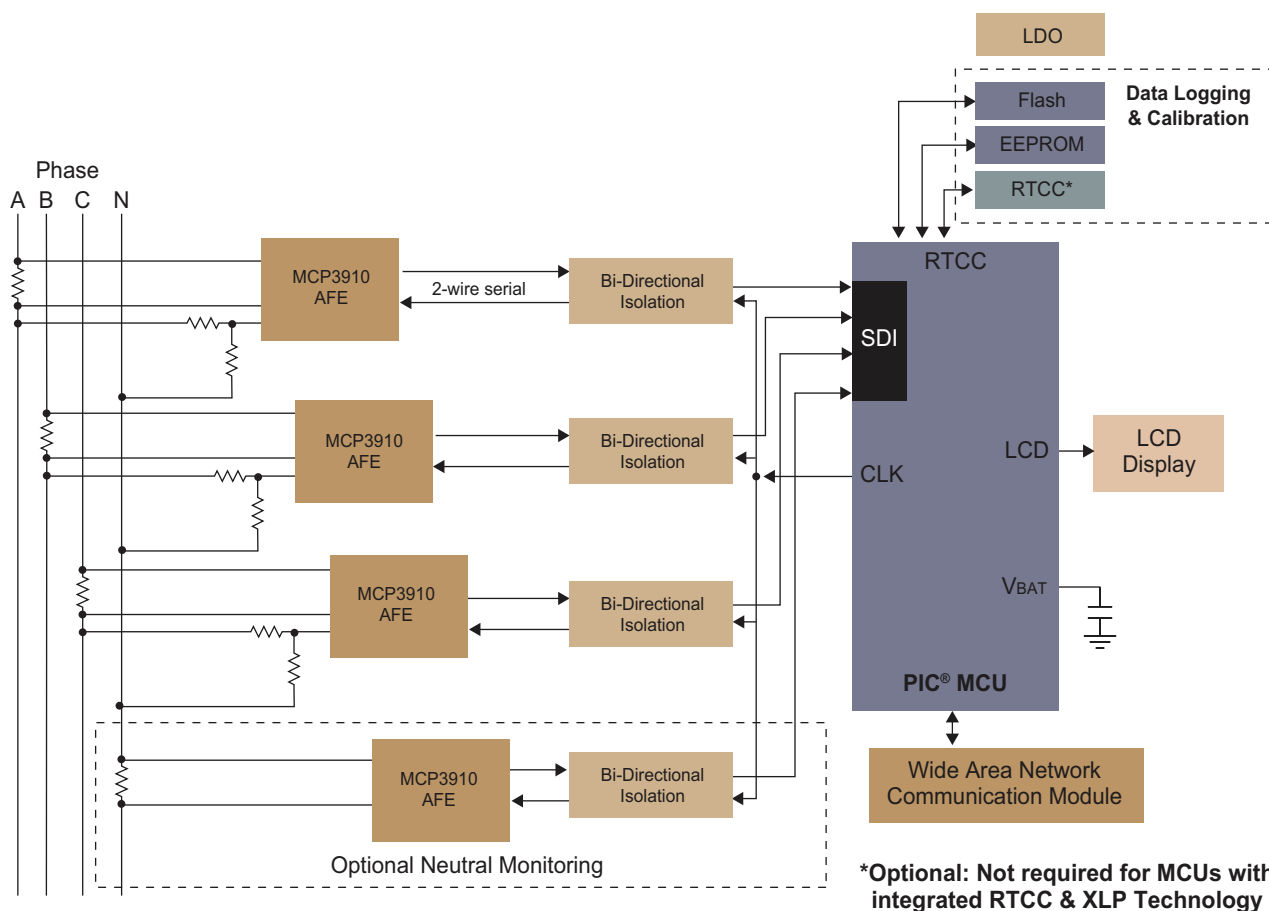 LDO
Flash
EEPROM
RTCC*
Data Logging
& Calibration
Phase
A B C N
MCP3910
AFE
2-wire serial
Bi-Directional
Isolation
RTCC
SDI
MCP3910
AFE
Bi-Directional
Isolation
CLK
LCD
LCD
Display
MCP3910
AFE
Bi-Directional
Isolation
VBAT
PIC® MCU
MCP3910
AFE
Bi-Directional
Isolation
Wide Area Network
Communication Module
Optional Neutral Monitoring
*Optional: Not required for MCUs with
integrated RTCC & XLP Technology